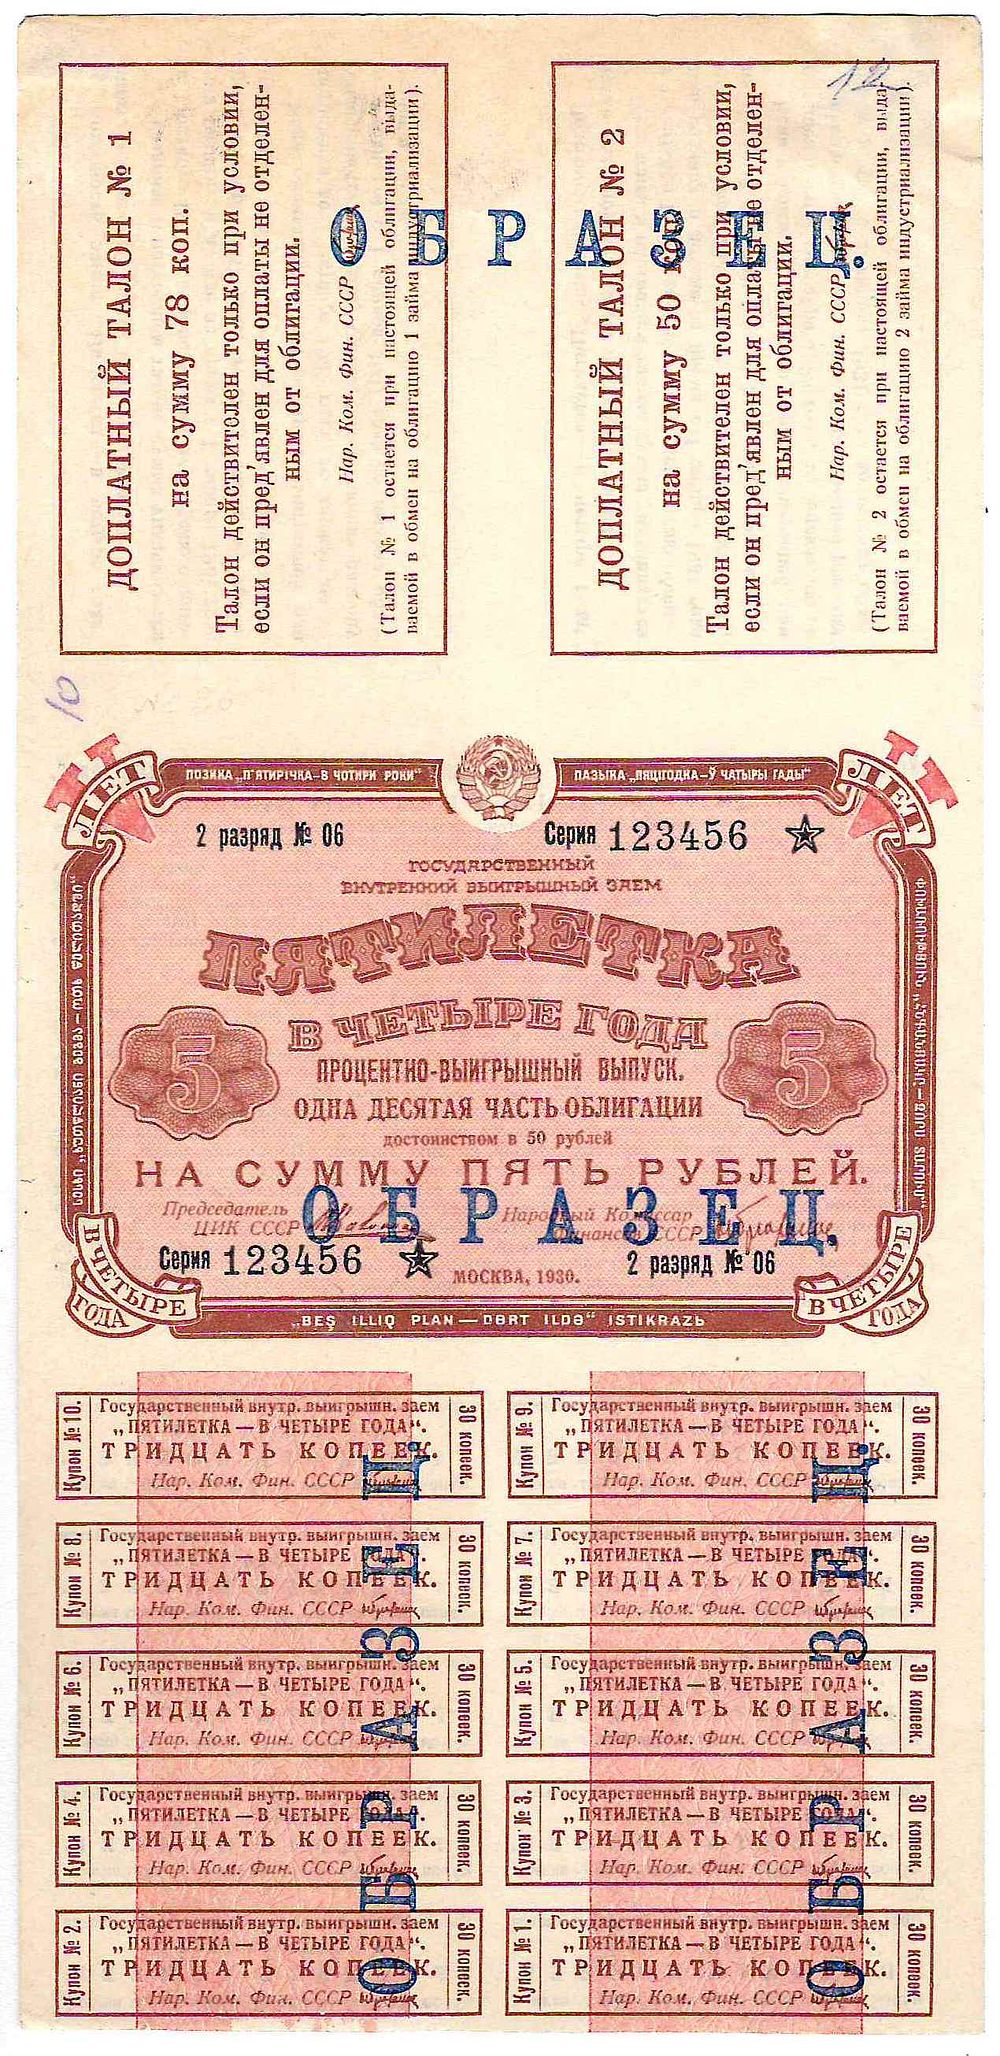 ДОПЛАТНЫЙ ТАЛОН № 1
на сумму 78 коп.
Талон действителен только при условии,
если он пред'явлен для оплаты не отделен-
ным от облигации.
Нар. Ком. Фин. СССР
(Талон № 1 остается при настоящей облигации, выда-
ваемой в обмен на облигацию 1 займа индустриализации).
ДОПЛАТНЫЙ ТАЛОН № 2
на сумму 50 коп.
Талон действителен только при условии,
если он пред'явлен для оплаты не отделен-
ным от облигации.
Нар. Ком. Фин. СССР
(Талон № 2 остается при настоящей облигации, выда-
ваемой в обмен на облигацию 2 займа индустриализации).
ОБРАЗЕЦ.
12
10
ПОЗИКА „П'ЯТИРІЧКА–В ЧОТИРИ РОКИ"
ПАЗЫКА „ПЯЦІГОДКА–Ў ЧАТЫРЫ ГАДЫ"
ЛЕТ
ЛЕТ
2 разряд № 06
Серия 123456
ГОСУДАРСТВЕННЫЙ
ВНУТРЕННИЙ ВЫИГРЫШНЫЙ ЗАЕМ
ПЯТИЛЕТКА
В ЧЕТЫРЕ ГОДА
5
5
ПРОЦЕНТНО-ВЫИГРЫШНЫЙ ВЫПУСК.
ОДНА ДЕСЯТАЯ ЧАСТЬ ОБЛИГАЦИИ
достоинством в 50 рублей
НА СУММУ ПЯТЬ РУБЛЕЙ.
Председатель
ЦИК СССР
Народный Комиссар
Финансов СССР
ОБРАЗЕЦ.
Серия 123456
МОСКВА, 1930.
2 разряд № 06
В ЧЕТЫРЕ
ГОДА
В ЧЕТЫРЕ
ГОДА
„BEŞ ILLIQ PLAN—DƏRT ILDƏ" ISTIKRAZЬ
Купон № 10.
Государственный внутр. выигрышн. заем
„ПЯТИЛЕТКА — В ЧЕТЫРЕ ГОДА".
ТРИДЦАТЬ КОПЕЕК.
Нар. Ком. Фин. СССР
30 копеек.
Купон № 9.
Государственный внутр. выигрышн. заем
„ПЯТИЛЕТКА — В ЧЕТЫРЕ ГОДА".
ТРИДЦАТЬ КОПЕЕК.
Нар. Ком. Фин. СССР
30 копеек.
Купон № 8.
Государственный внутр. выигрышн. заем
„ПЯТИЛЕТКА — В ЧЕТЫРЕ ГОДА".
ТРИДЦАТЬ КОПЕЕК.
Нар. Ком. Фин. СССР
30 копеек.
Купон № 7.
Государственный внутр. выигрышн. заем
„ПЯТИЛЕТКА — В ЧЕТЫРЕ ГОДА".
ТРИДЦАТЬ КОПЕЕК.
Нар. Ком. Фин. СССР
30 копеек.
Купон № 6.
Государственный внутр. выигрышн. заем
„ПЯТИЛЕТКА — В ЧЕТЫРЕ ГОДА".
ТРИДЦАТЬ КОПЕЕК.
Нар. Ком. Фин. СССР
30 копеек.
Купон № 5.
Государственный внутр. выигрышн. заем
„ПЯТИЛЕТКА — В ЧЕТЫРЕ ГОДА".
ТРИДЦАТЬ КОПЕЕК.
Нар. Ком. Фин. СССР
30 копеек.
Купон № 4.
Государственный внутр. выигрышн. заем
„ПЯТИЛЕТКА — В ЧЕТЫРЕ ГОДА".
ТРИДЦАТЬ КОПЕЕК.
Нар. Ком. Фин. СССР
30 копеек.
Купон № 3.
Государственный внутр. выигрышн. заем
„ПЯТИЛЕТКА — В ЧЕТЫРЕ ГОДА".
ТРИДЦАТЬ КОПЕЕК.
Нар. Ком. Фин. СССР
30 копеек.
Купон № 2.
Государственный внутр. выигрышн. заем
„ПЯТИЛЕТКА — В ЧЕТЫРЕ ГОДА".
ТРИДЦАТЬ КОПЕЕК.
Нар. Ком. Фин. СССР
30 копеек.
Купон № 1.
Государственный внутр. выигрышн. заем
„ПЯТИЛЕТКА — В ЧЕТЫРЕ ГОДА".
ТРИДЦАТЬ КОПЕЕК.
Нар. Ком. Фин. СССР
30 копеек.
ОБРАЗЕЦ.
ОБРАЗЕЦ.